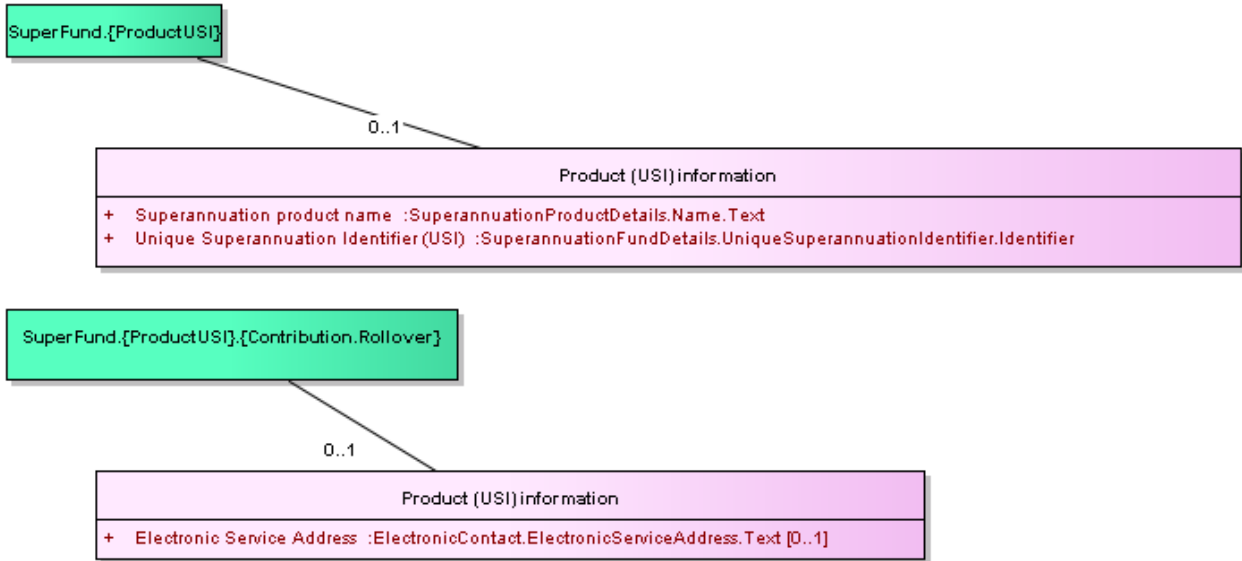 SuperFund.{ProductUSI}
0..1
Product (USI) information
+ Superannuation product name :SuperannuationProductDetails.Name.Text
+ Unique Superannuation Identifier (USI) :SuperannuationFundDetails.UniqueSuperannuationIdentifier.Identifier
SuperFund.{ProductUSI}.{Contribution.Rollover}
0..1
Product (USI) information
+ Electronic Service Address :ElectronicContact.ElectronicServiceAddress.Text [0..1]